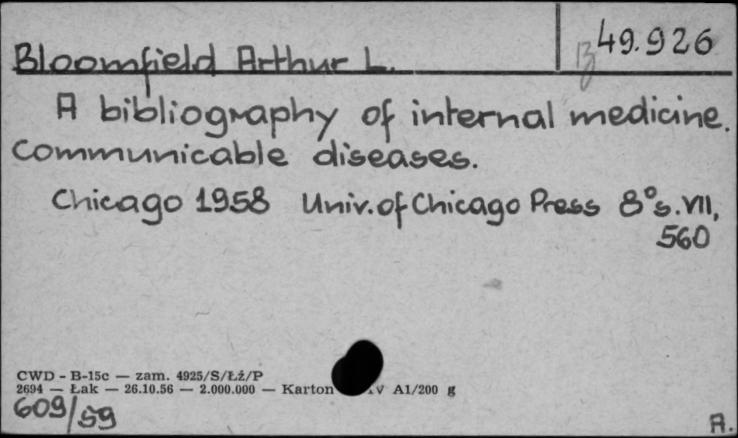 49.926
Bloomfield Arthur L.
A bibliography of internal medicine.
Communicable diseases.
Chicago 1958 Univ. of Chicago Press 8° s. VII,
560
CWD - B-15c — zam. 4925/S/Łź/P
2694 — Łak — 26.10.56 — 2.000.000 — Karton V A1/200 g
609/59
A.